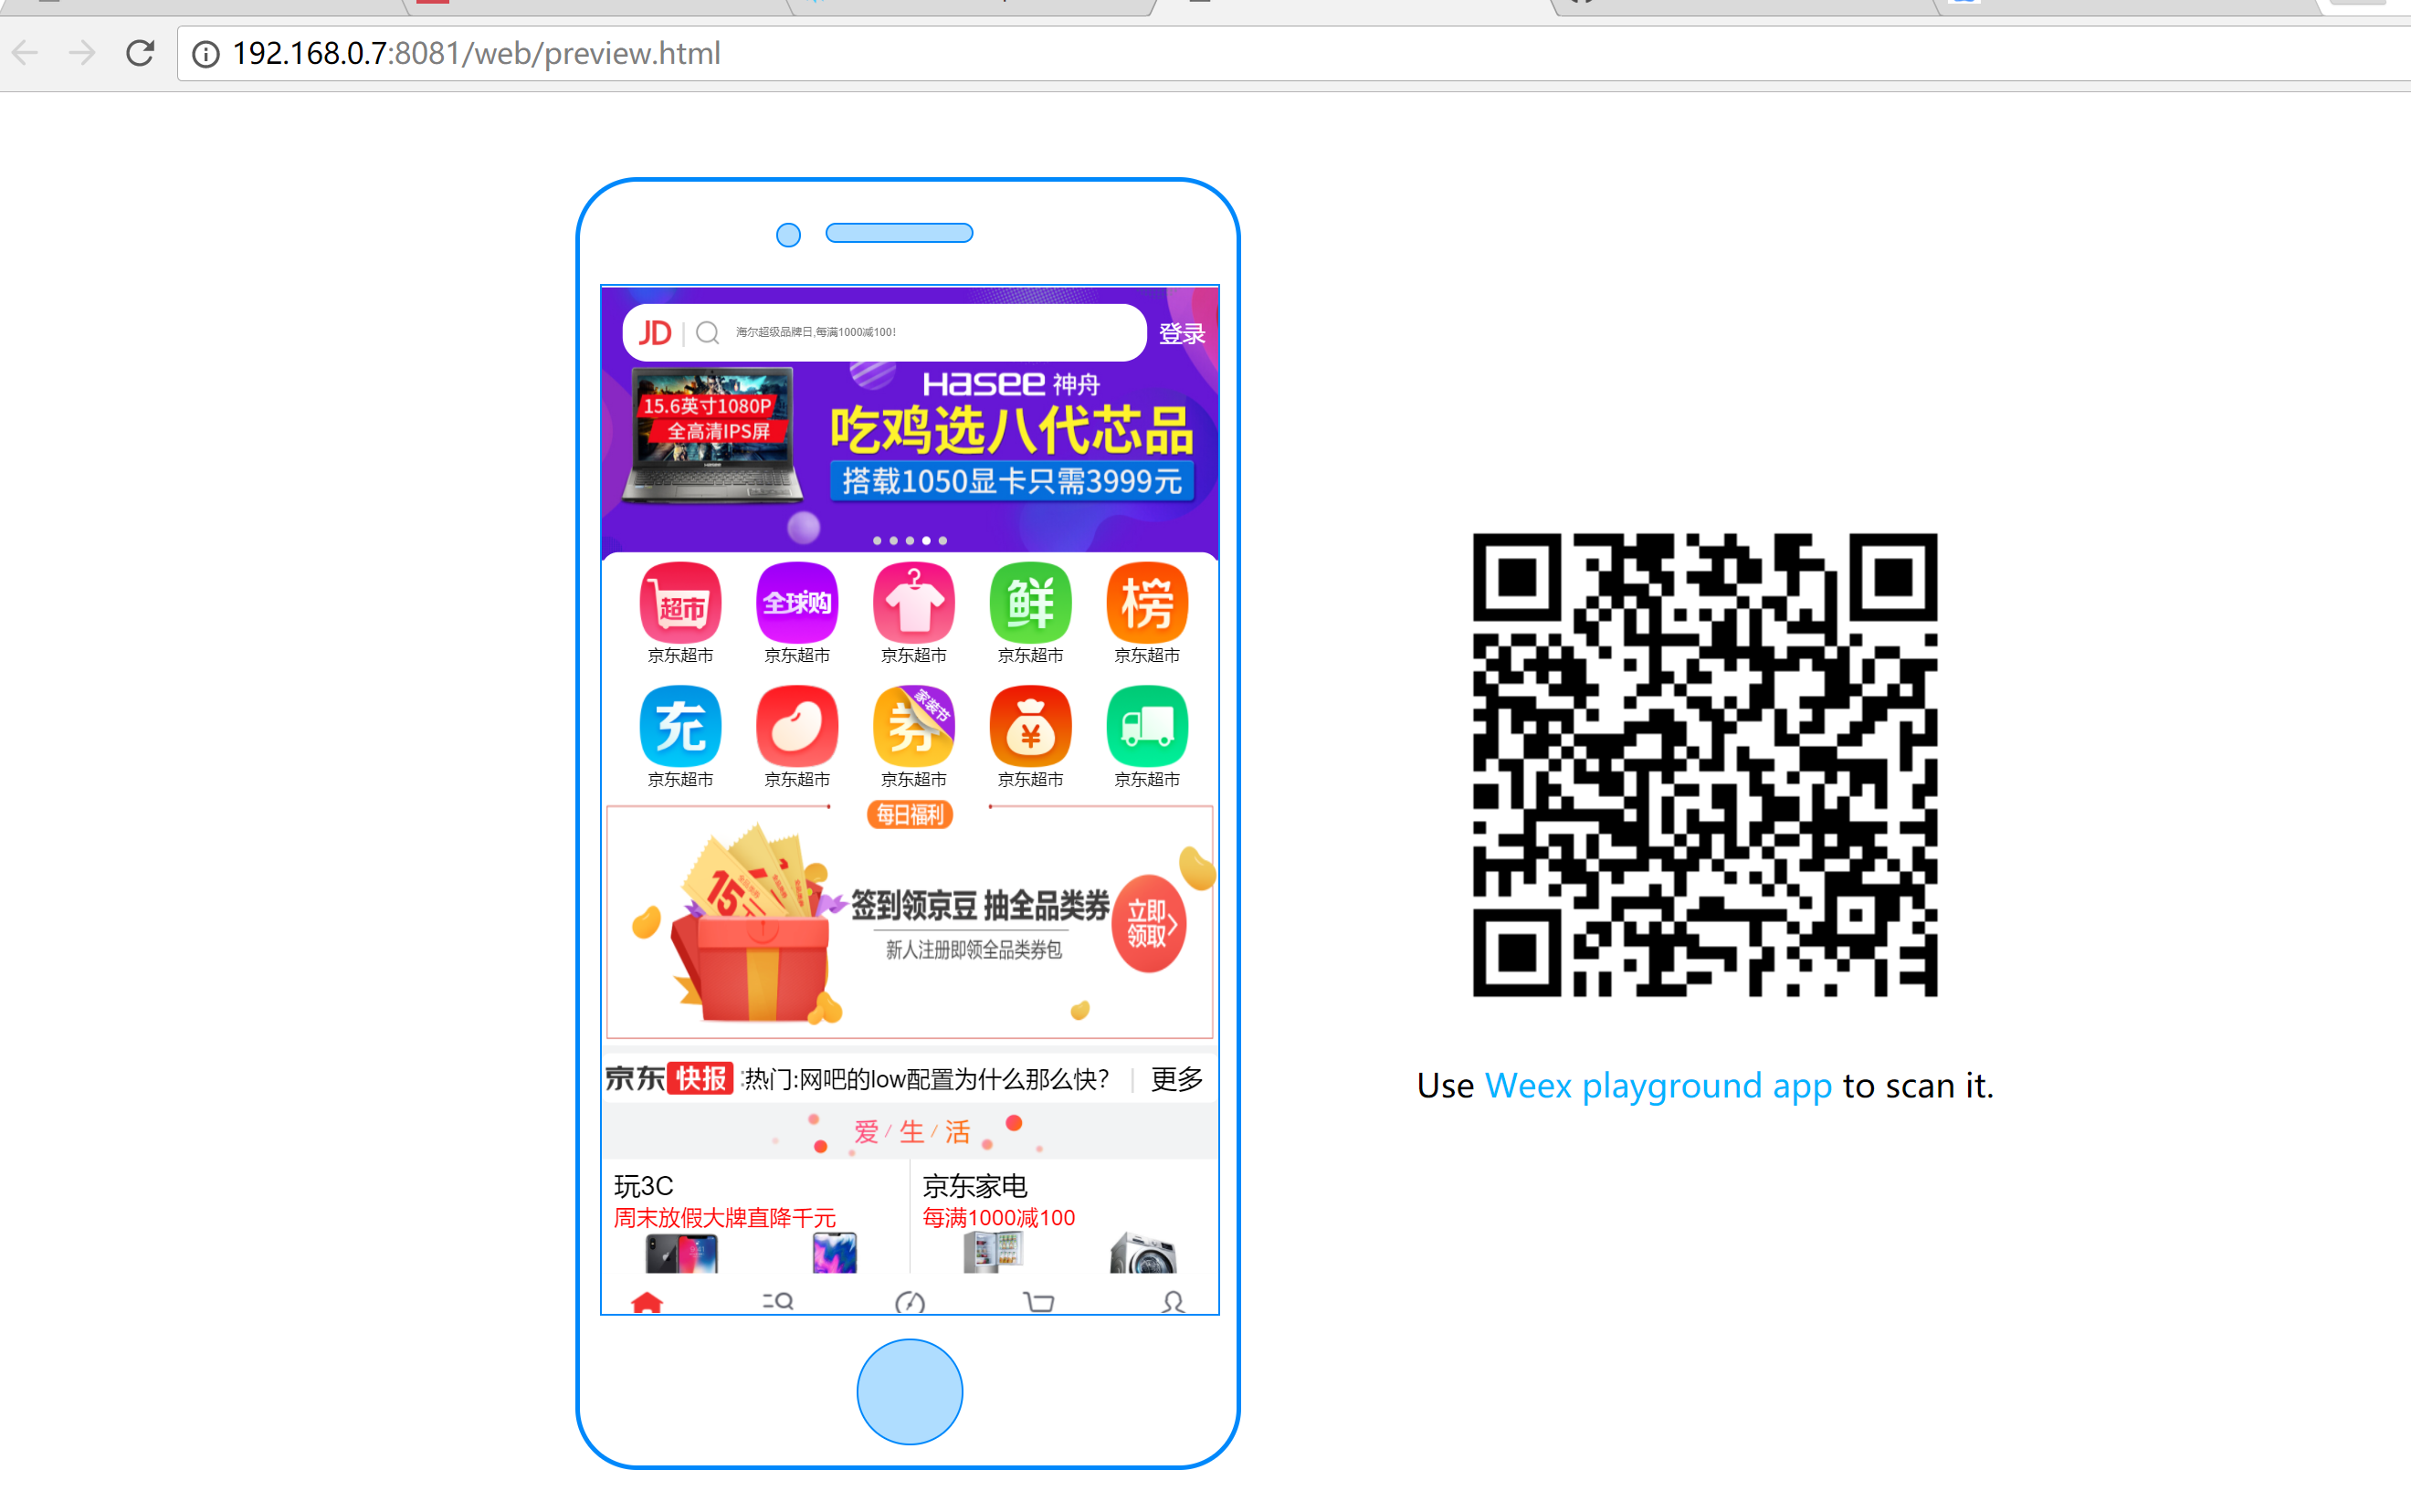 192.168.0.7:8081/web/preview.html
JD
海尔超级品牌日,每满1000减100!
登录
Hasee 神舟
15.6英寸1080P
全高清IPS屏
吃鸡选八代芯品
搭载1050显卡只需3999元
超市
全球购
鲜
榜
京东超市 京东超市 京东超市 京东超市 京东超市
充
券
家装节
¥
京东超市 京东超市 京东超市 京东超市 京东超市
每日福利
15
签到领京豆 抽全品类券
新人注册即领全品类券包
立即
领取
京东 快报 热门:网吧的low配置为什么那么快? 更多
爱/生/活
玩3C
周末放假大牌直降千元
京东家电
每满1000减100
Use Weex playground app to scan it.